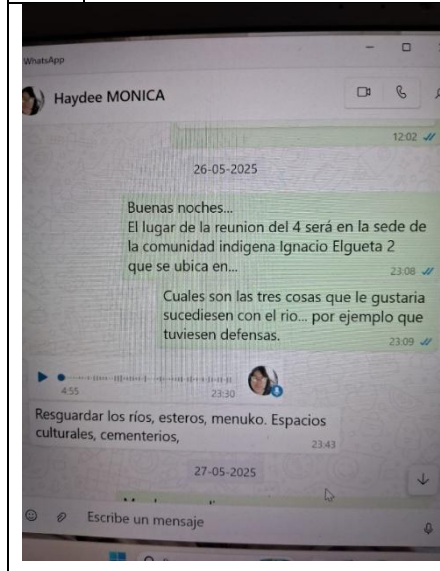 WhatsApp
Haydee MONICA
12:02
26-05-2025
Buenas noches...
El lugar de la reunion del 4 será en la sede de
la comunidad indigena Ignacio Elgueta 2
que se ubica en...
23:08
Cuales son las tres cosas que le gustaria
sucediesen con el rio... por ejemplo que
tuviesen defensas.
23:09
4:55
23:30
Resguardar los ríos, esteros, menuko. Espacios
culturales, cementerios,
23:43
27-05-2025
Escribe un mensaje